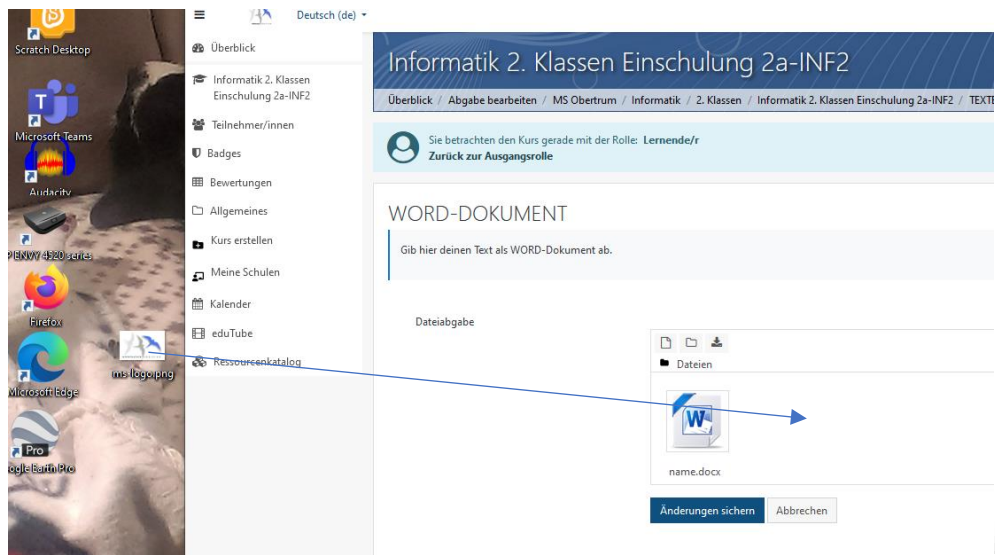 Scratch Desktop
Microsoft Teams
Audacity
ENVY 4520 series
Firefox
ms-logo.png
Microsoft Edge
Pro
Google Earth Pro
Deutsch (de)
Überblick
Informatik 2. Klassen
Einschulung 2a-INF2
Teilnehmer/innen
Badges
Bewertungen
Allgemeines
Kurs erstellen
Meine Schulen
Kalender
eduTube
Ressourcenkatalog
Informatik 2. Klassen Einschulung 2a-INF2
Überblick / Abgabe bearbeiten / MS Obertrum / Informatik / 2. Klassen / Informatik 2. Klassen Einschulung 2a-INF2 / TEXTE
Sie betrachten den Kurs gerade mit der Rolle: Lernende/r
Zurück zur Ausgangsrolle
WORD-DOKUMENT
Gib hier deinen Text als WORD-Dokument ab.
Dateiabgabe
Dateien
W
name.docx
Änderungen sichern Abbrechen